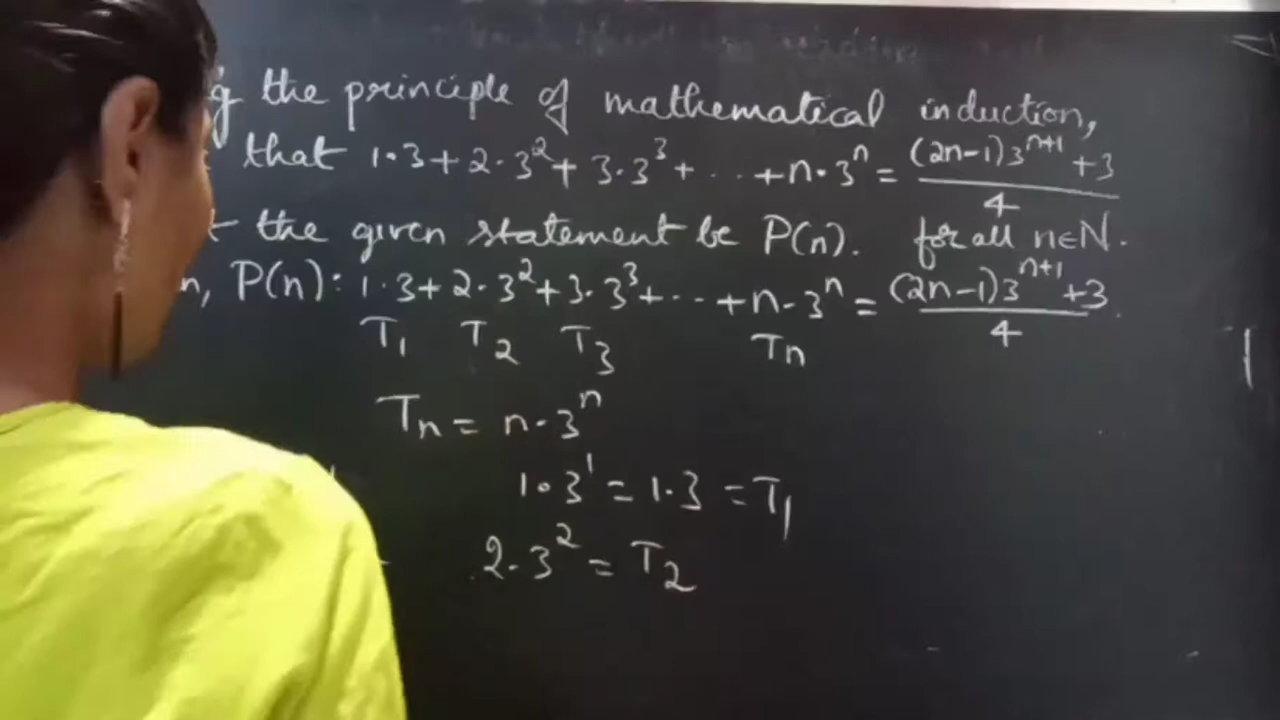 the principle of mathematical induction,
that 1·3+2·3²+3·3³+...+n·3ⁿ = (2n-1)3ⁿ⁺¹+3 / 4
the given statement be P(n). for all n∈N.
P(n): 1·3+2·3²+3·3³+...+n·3ⁿ = (2n-1)3ⁿ⁺¹+3 / 4
T₁ T₂ T₃ Tₙ
Tₙ = n·3ⁿ
1·3¹ = 1·3 = T₁
2·3² = T₂